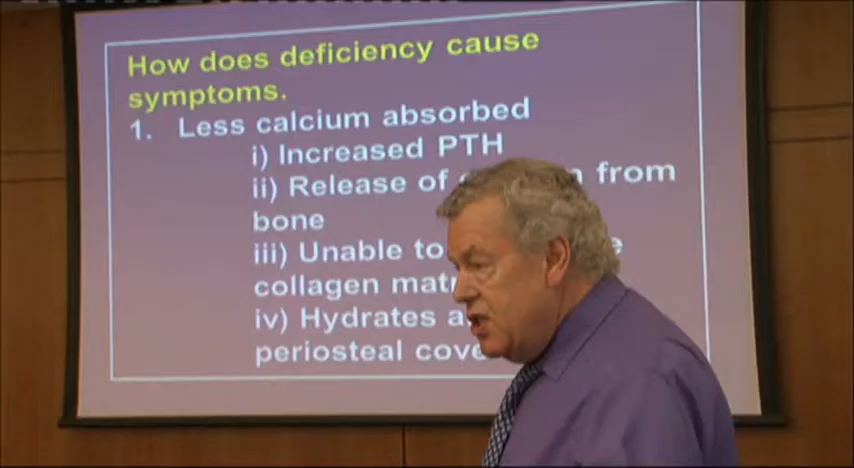 How does deficiency cause
symptoms.
1. Less calcium absorbed
i) Increased PTH
ii) Release of from
bone
iii) Unable to
collagen
iv) Hydrates
periosteal